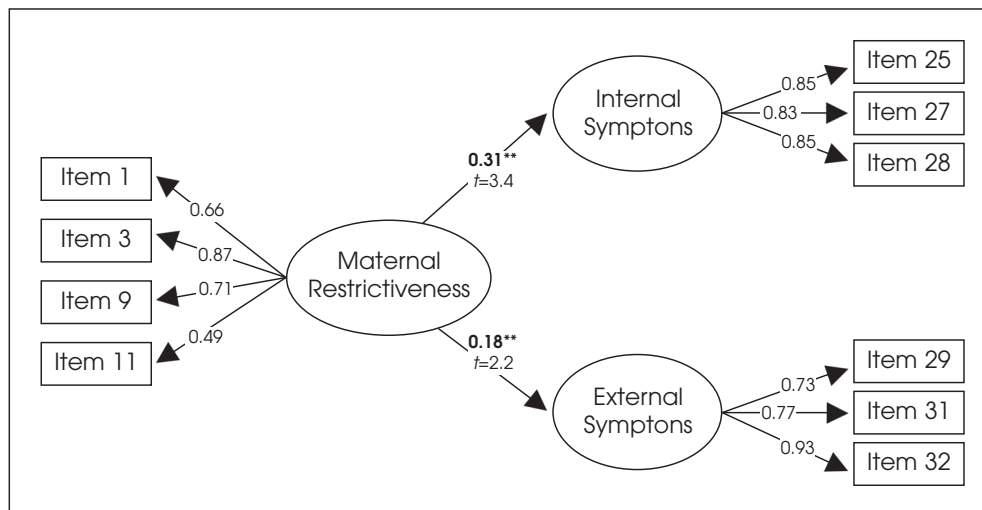 Item 1
Item 3
Item 9
Item 11
0.66
0.87
0.71
0.49
Maternal
Restrictiveness
0.31**
t=3.4
0.18**
t=2.2
Internal
Symptons
0.85
0.83
0.85
Item 25
Item 27
Item 28
External
Symptons
0.73
0.77
0.93
Item 29
Item 31
Item 32